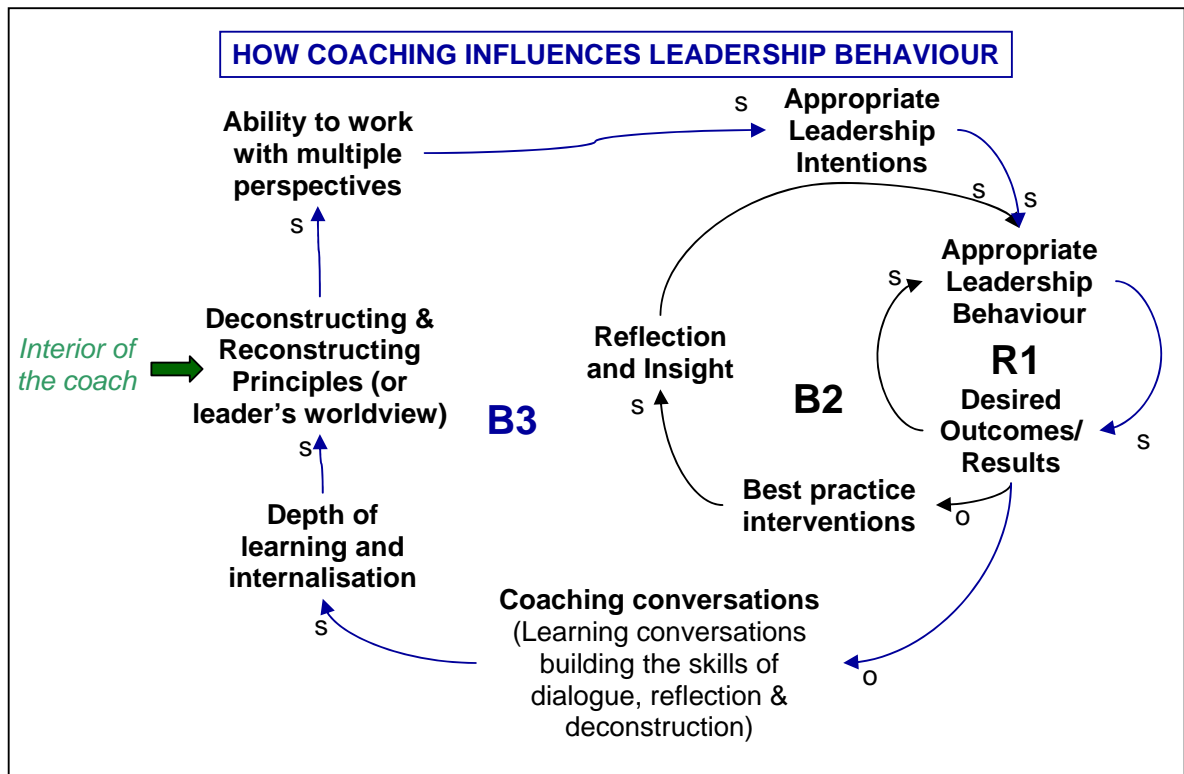 HOW COACHING INFLUENCES LEADERSHIP BEHAVIOUR
Ability to work
with multiple
perspectives
s
s
Appropriate
Leadership
Intentions
s
s
Appropriate
Leadership
Behaviour
s
R1
Desired
Outcomes/
Results
s
Reflection
and Insight
s
B2
Best practice
interventions
o
Interior of
the coach
Deconstructing &
Reconstructing
Principles (or
leader's worldview)
s
B3
Depth of
learning and
internalisation
s
Coaching conversations
(Learning conversations
building the skills of
dialogue, reflection &
deconstruction)
o